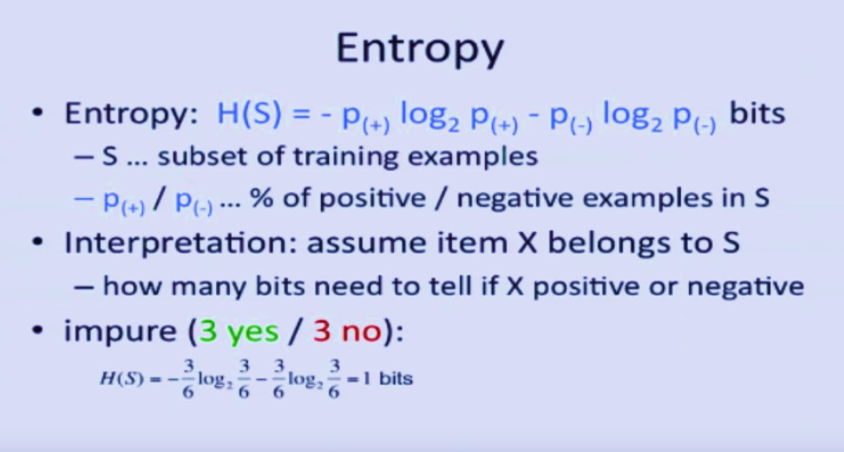 Entropy
• Entropy: H(S) = - p(+) log₂ p(+) - p(-) log₂ p(-) bits
– S ... subset of training examples
– p(+) / p(-) ... % of positive / negative examples in S
• Interpretation: assume item X belongs to S
– how many bits need to tell if X positive or negative
• impure (3 yes / 3 no):
H(S) = - 3/6 log₂ 3/6 - 3/6 log₂ 3/6 = 1 bits